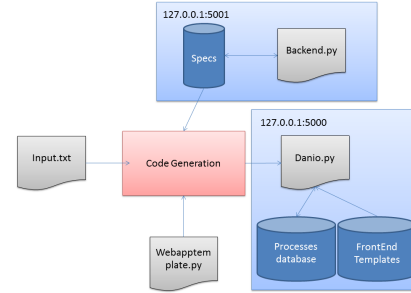 127.0.0.1:5001
Specs
Backend.py
127.0.0.1:5000
Input.txt
Code Generation
Danio.py
Webapptem
plate.py
Processes
database
FrontEnd
Templates